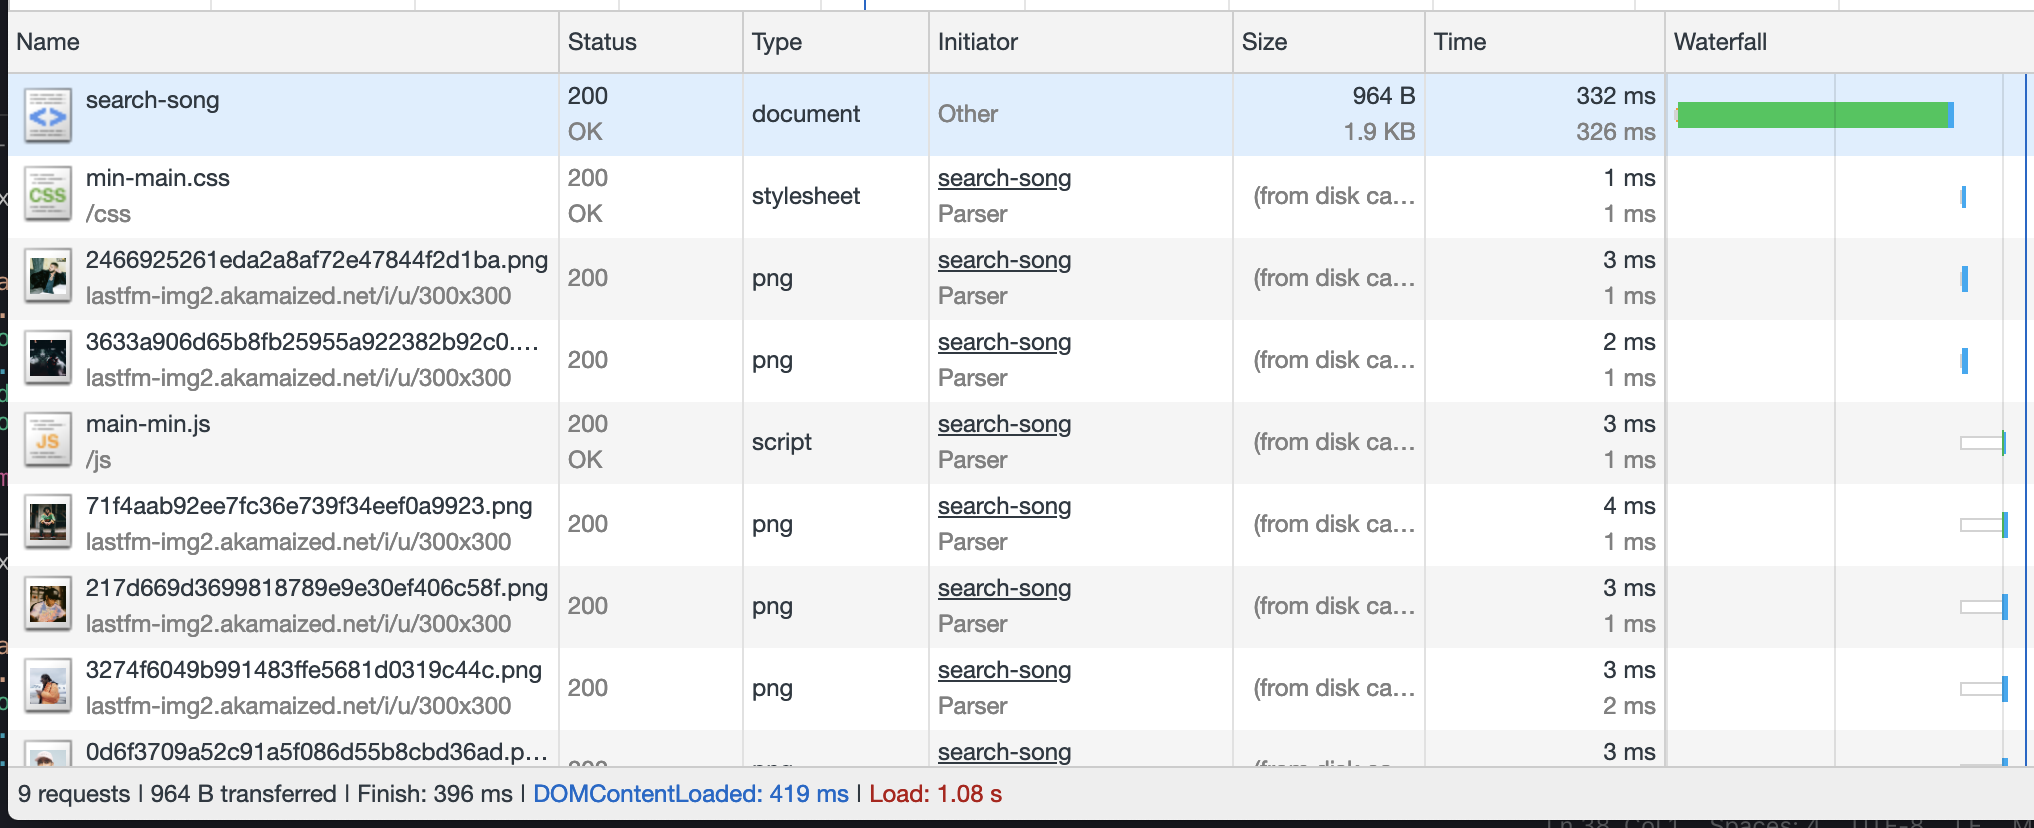 Name Status Type Initiator Size Time Waterfall
search-song 200 OK document Other 964 B 1.9 KB 332 ms 326 ms
min-main.css /css 200 OK stylesheet search-song Parser (from disk ca… 1 ms 1 ms
2466925261eda2a8af72e47844f2d1ba.png lastfm-img2.akamaized.net/i/u/300x300 200 png search-song Parser (from disk ca… 3 ms 1 ms
3633a906d65b8fb25955a922382b92c0.… lastfm-img2.akamaized.net/i/u/300x300 200 png search-song Parser (from disk ca… 2 ms 1 ms
main-min.js /js 200 OK script search-song Parser (from disk ca… 3 ms 1 ms
71f4aab92ee7fc36e739f34eef0a9923.png lastfm-img2.akamaized.net/i/u/300x300 200 png search-song Parser (from disk ca… 4 ms 1 ms
217d669d3699818789e9e30ef406c58f.png lastfm-img2.akamaized.net/i/u/300x300 200 png search-song Parser (from disk ca… 3 ms 1 ms
3274f6049b991483ffe5681d0319c44c.png lastfm-img2.akamaized.net/i/u/300x300 200 png search-song Parser (from disk ca… 3 ms 2 ms
0d6f3709a52c91a5f086d55b8cbd36ad.p… search-song 3 ms
9 requests | 964 B transferred | Finish: 396 ms | DOMContentLoaded: 419 ms | Load: 1.08 s